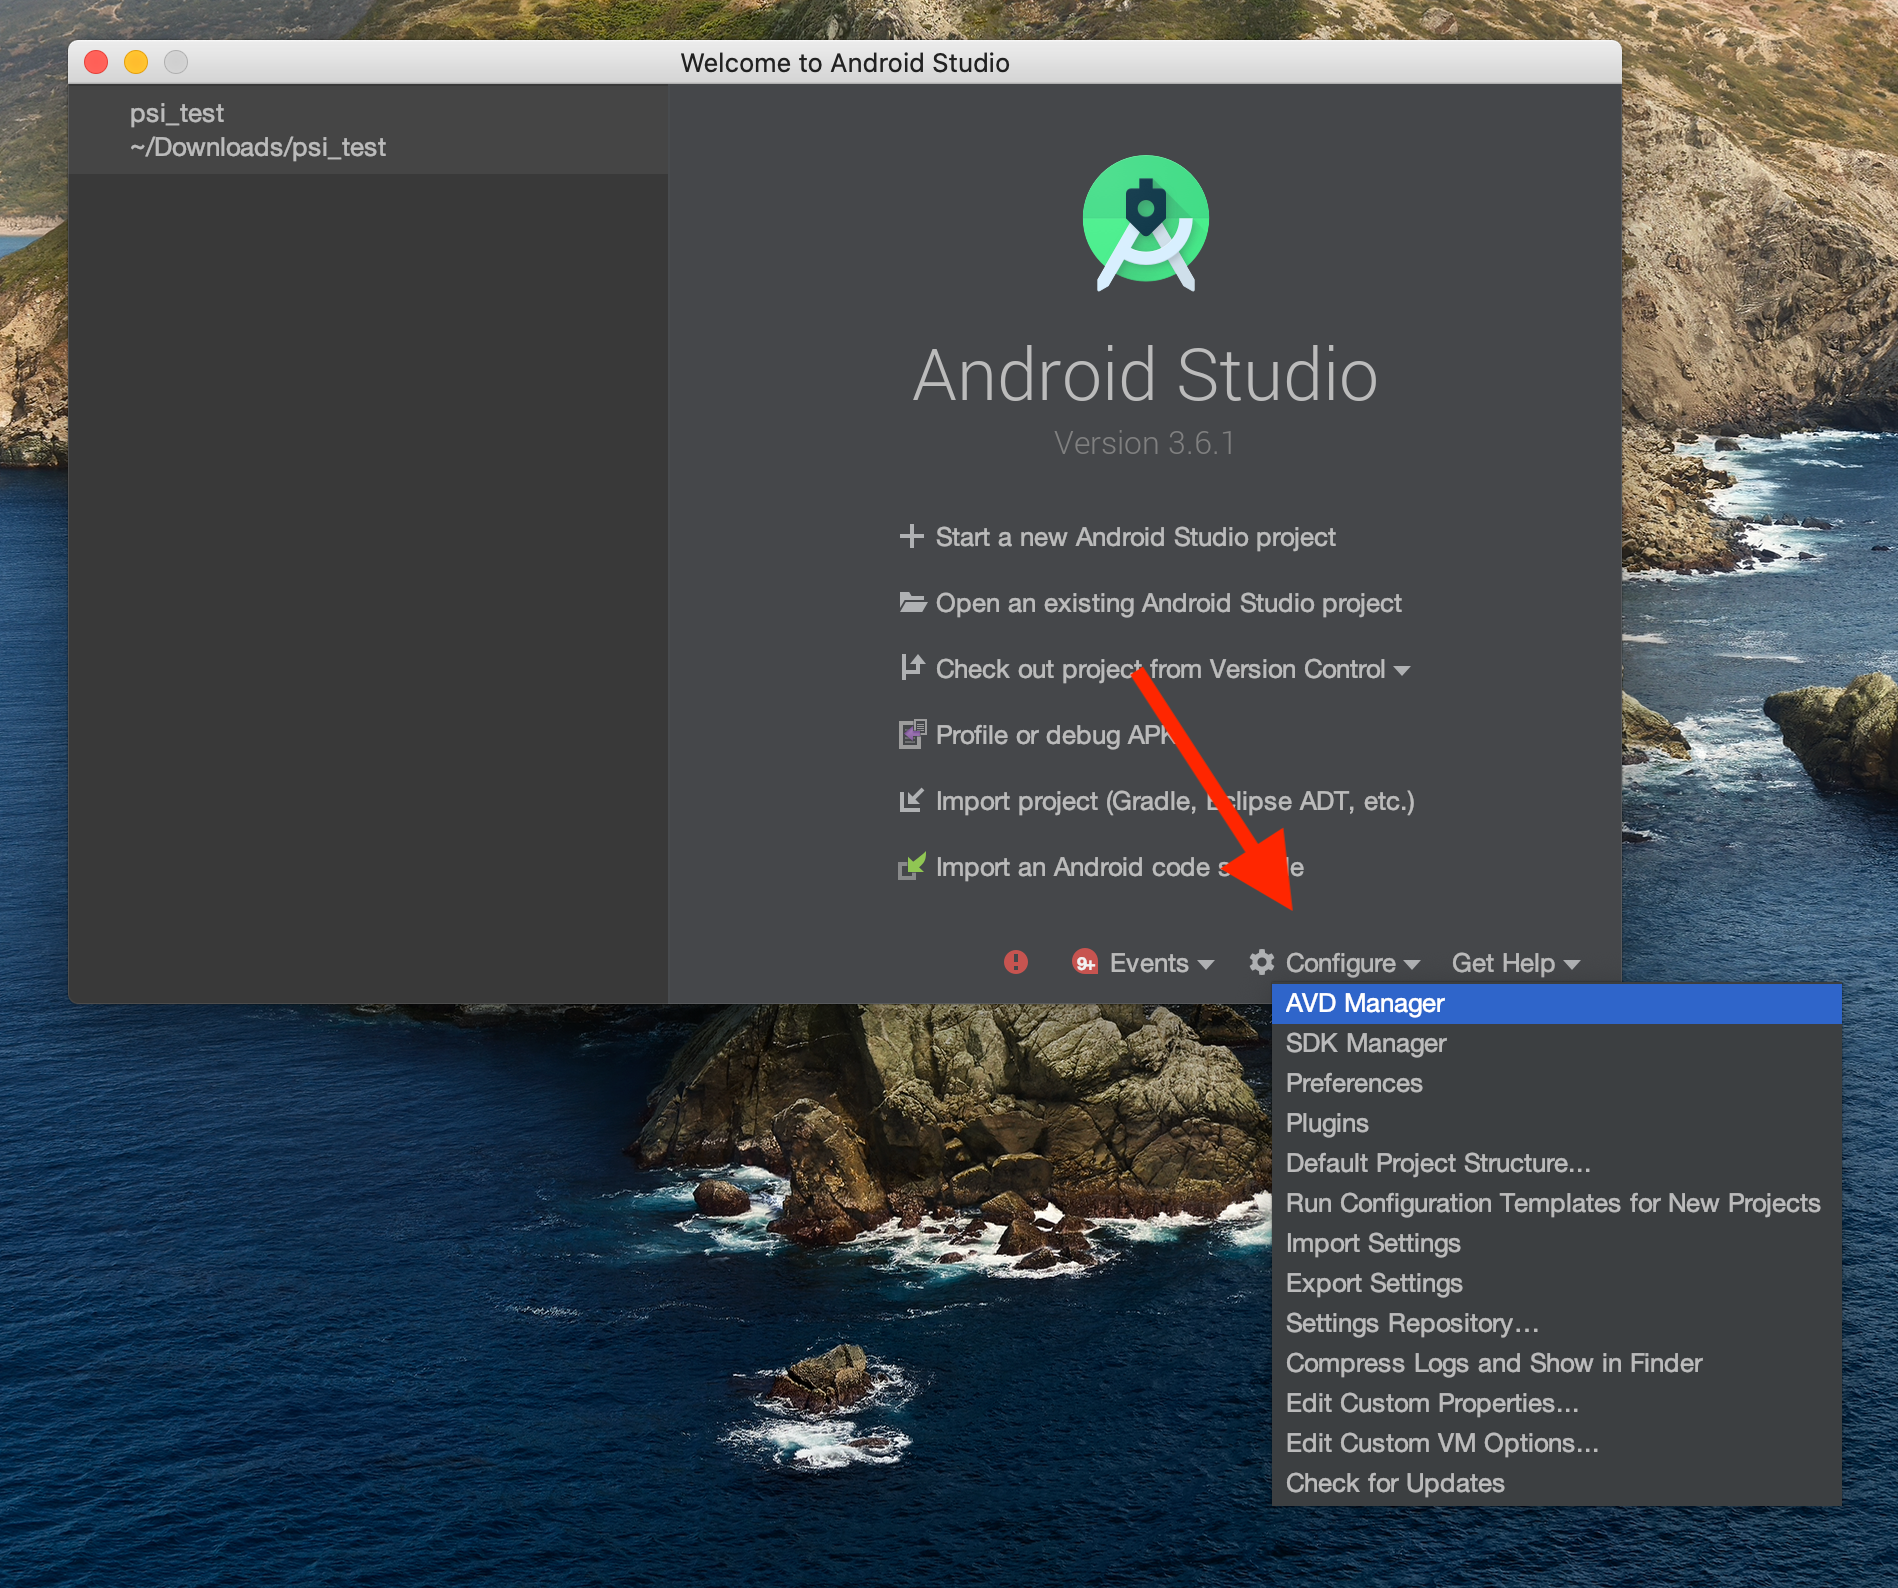 Welcome to Android Studio
psi_test
~/Downloads/psi_test
Android Studio
Version 3.6.1
Start a new Android Studio project
Open an existing Android Studio project
Check out project from Version Control
Profile or debug APK
Import project (Gradle, Eclipse ADT, etc.)
Import an Android code
9+ Events Configure Get Help
AVD Manager
SDK Manager
Preferences
Plugins
Default Project Structure...
Run Configuration Templates for New Projects
Import Settings
Export Settings
Settings Repository...
Compress Logs and Show in Finder
Edit Custom Properties...
Edit Custom VM Options...
Check for Updates